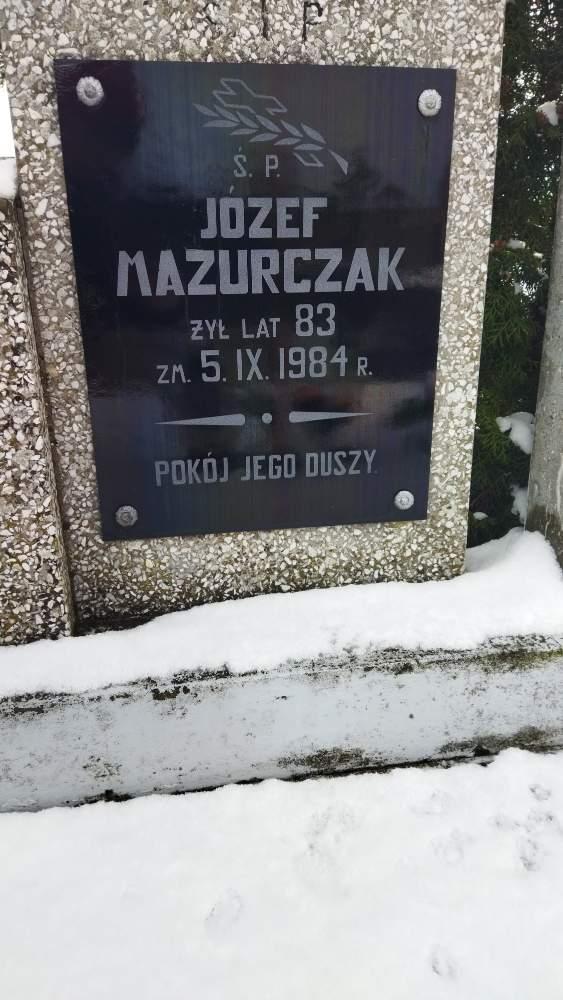 Ś. P.
JÓZEF
MAZURCZAK
ŻYŁ LAT 83
ZM. 5. IX. 1984 R.
POKÓJ JEGO DUSZY